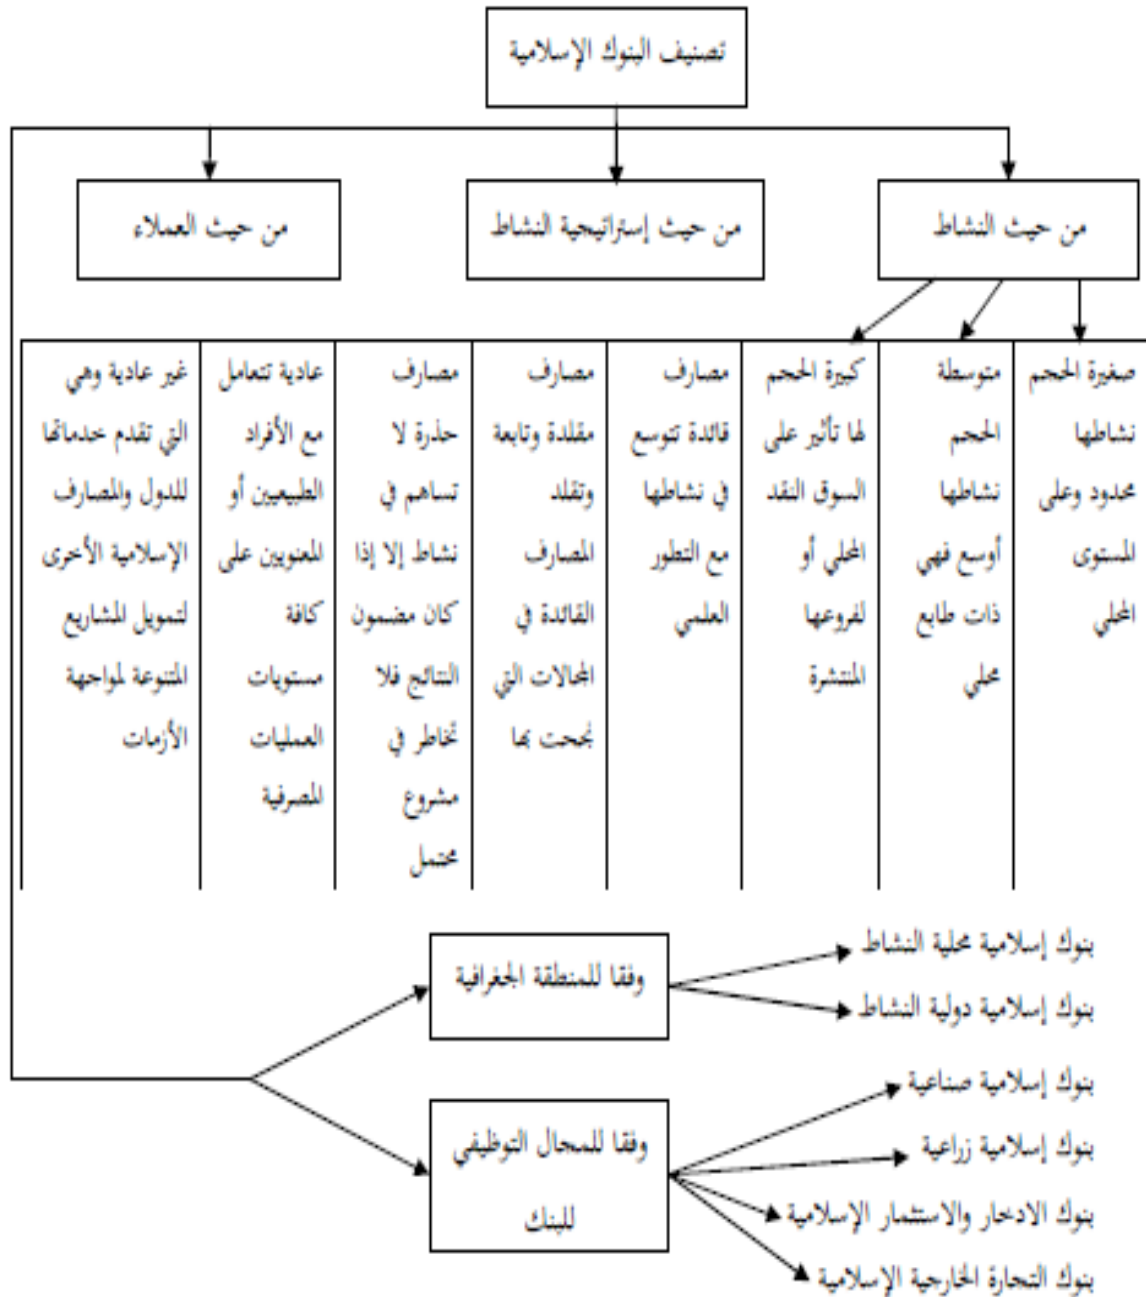 تصنيف البنوك الإسلامية
من حيث النشاط
من حيث إستراتيجية النشاط
من حيث العملاء
صغيرة الحجم
نشاطها
محدود وعلى
المستوى
المحلي
متوسطة
الحجم
نشاطها
أوسع فهي
ذات طابع
محلي
كبيرة الحجم
لها تأثير على
السوق النقد
المحلي أو
لفروعها
المنتشرة
مصارف
قائدة تتوسع
في نشاطها
مع التطور
العلمي
مصارف
مقلدة وتابعة
وتقلد
المصارف
القائدة في
المجالات التي
نجحت بها
مصارف
حذرة لا
تساهم في
نشاط إلا إذا
كان مضمون
النتائج فلا
تخاطر في
مشروع
محتمل
عادية تتعامل
مع الأفراد
الطبيعيين أو
المعنويين على
كافة
مستويات
العمليات
المصرفية
غير عادية وهي
التي تقدم خدماتها
للدول والمصارف
الإسلامية الأخرى
لتمويل المشاريع
المتنوعة لمواجهة
الأزمات
وفقا للمنطقة الجغرافية
بنوك إسلامية محلية النشاط
بنوك إسلامية دولية النشاط
وفقا للمجال التوظيفي
للبنك
بنوك إسلامية صناعية
بنوك إسلامية زراعية
بنوك الادخار والاستثمار الإسلامية
بنوك التجارة الخارجية الإسلامية